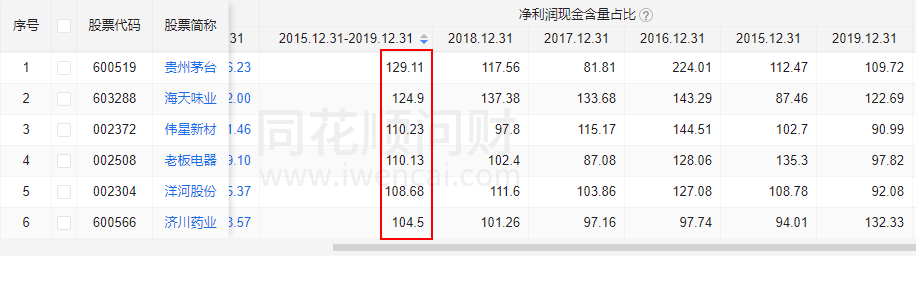 净利润现金含量占比 ?
序号 股票代码 股票简称 31 2015.12.31-2019.12.31 2018.12.31 2017.12.31 2016.12.31 2015.12.31 2019.12.31
1 600519 贵州茅台 6.23 129.11 117.56 81.81 224.01 112.47 109.72
2 603288 海天味业 2.00 124.9 137.38 133.68 143.29 87.46 122.69
3 002372 伟星新材 1.46 110.23 97.8 115.17 144.51 102.7 90.99
4 002508 老板电器 9.10 110.13 102.4 87.08 128.06 135.3 97.82
5 002304 洋河股份 5.37 108.68 111.6 103.86 127.08 108.78 92.08
6 600566 济川药业 3.57 104.5 101.26 97.16 97.74 94.01 132.33
同花顺问财
www.iwencai.com